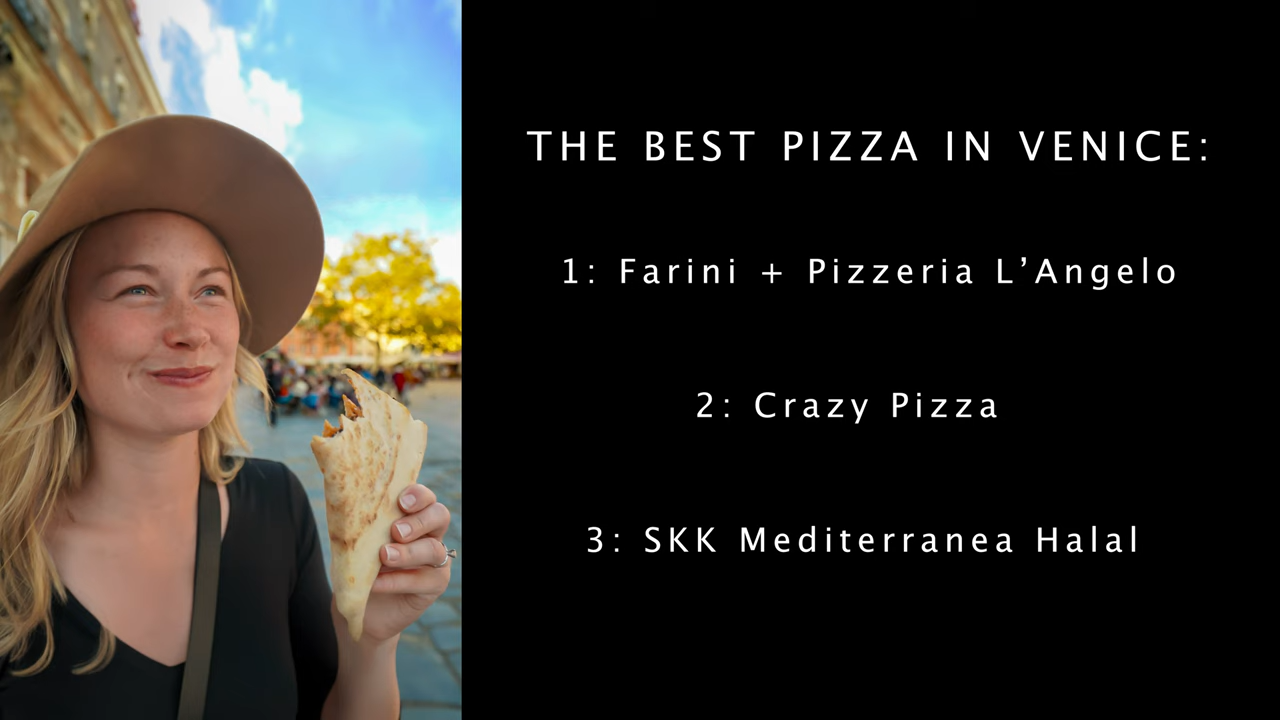 THE BEST PIZZA IN VENICE:
1: Farini + Pizzeria L’Angelo
2: Crazy Pizza
3: SKK Mediterranea Halal